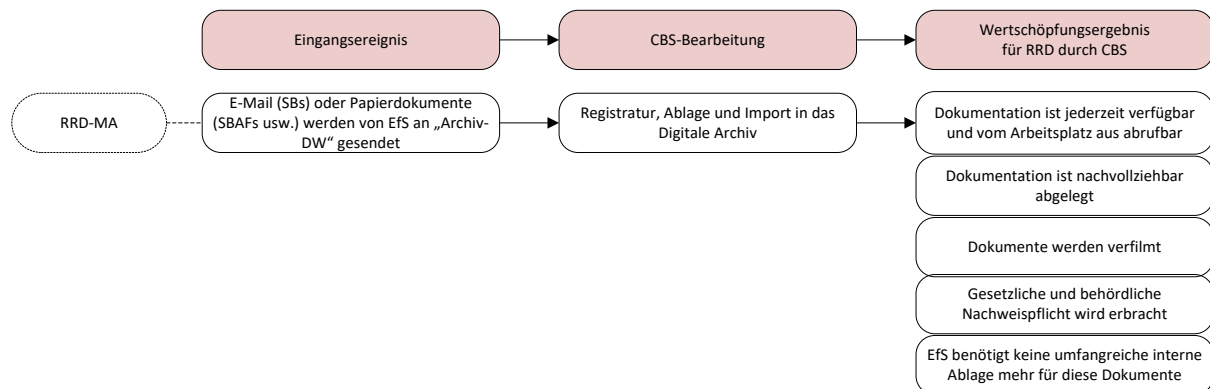 Eingangsereignis
CBS-Bearbeitung
Wertschöpfungsergebnis
für RRD durch CBS
RRD-MA
E-Mail (SBs) oder Papierdokumente
(SBAFs usw.) werden von EfS an „Archiv-
DW“ gesendet
Registratur, Ablage und Import in das
Digitale Archiv
Dokumentation ist jederzeit verfügbar
und vom Arbeitsplatz aus abrufbar
Dokumentation ist nachvollziehbar
abgelegt
Dokumente werden verfilmt
Gesetzliche und behördliche
Nachweispflicht wird erbracht
EfS benötigt keine umfangreiche interne
Ablage mehr für diese Dokumente